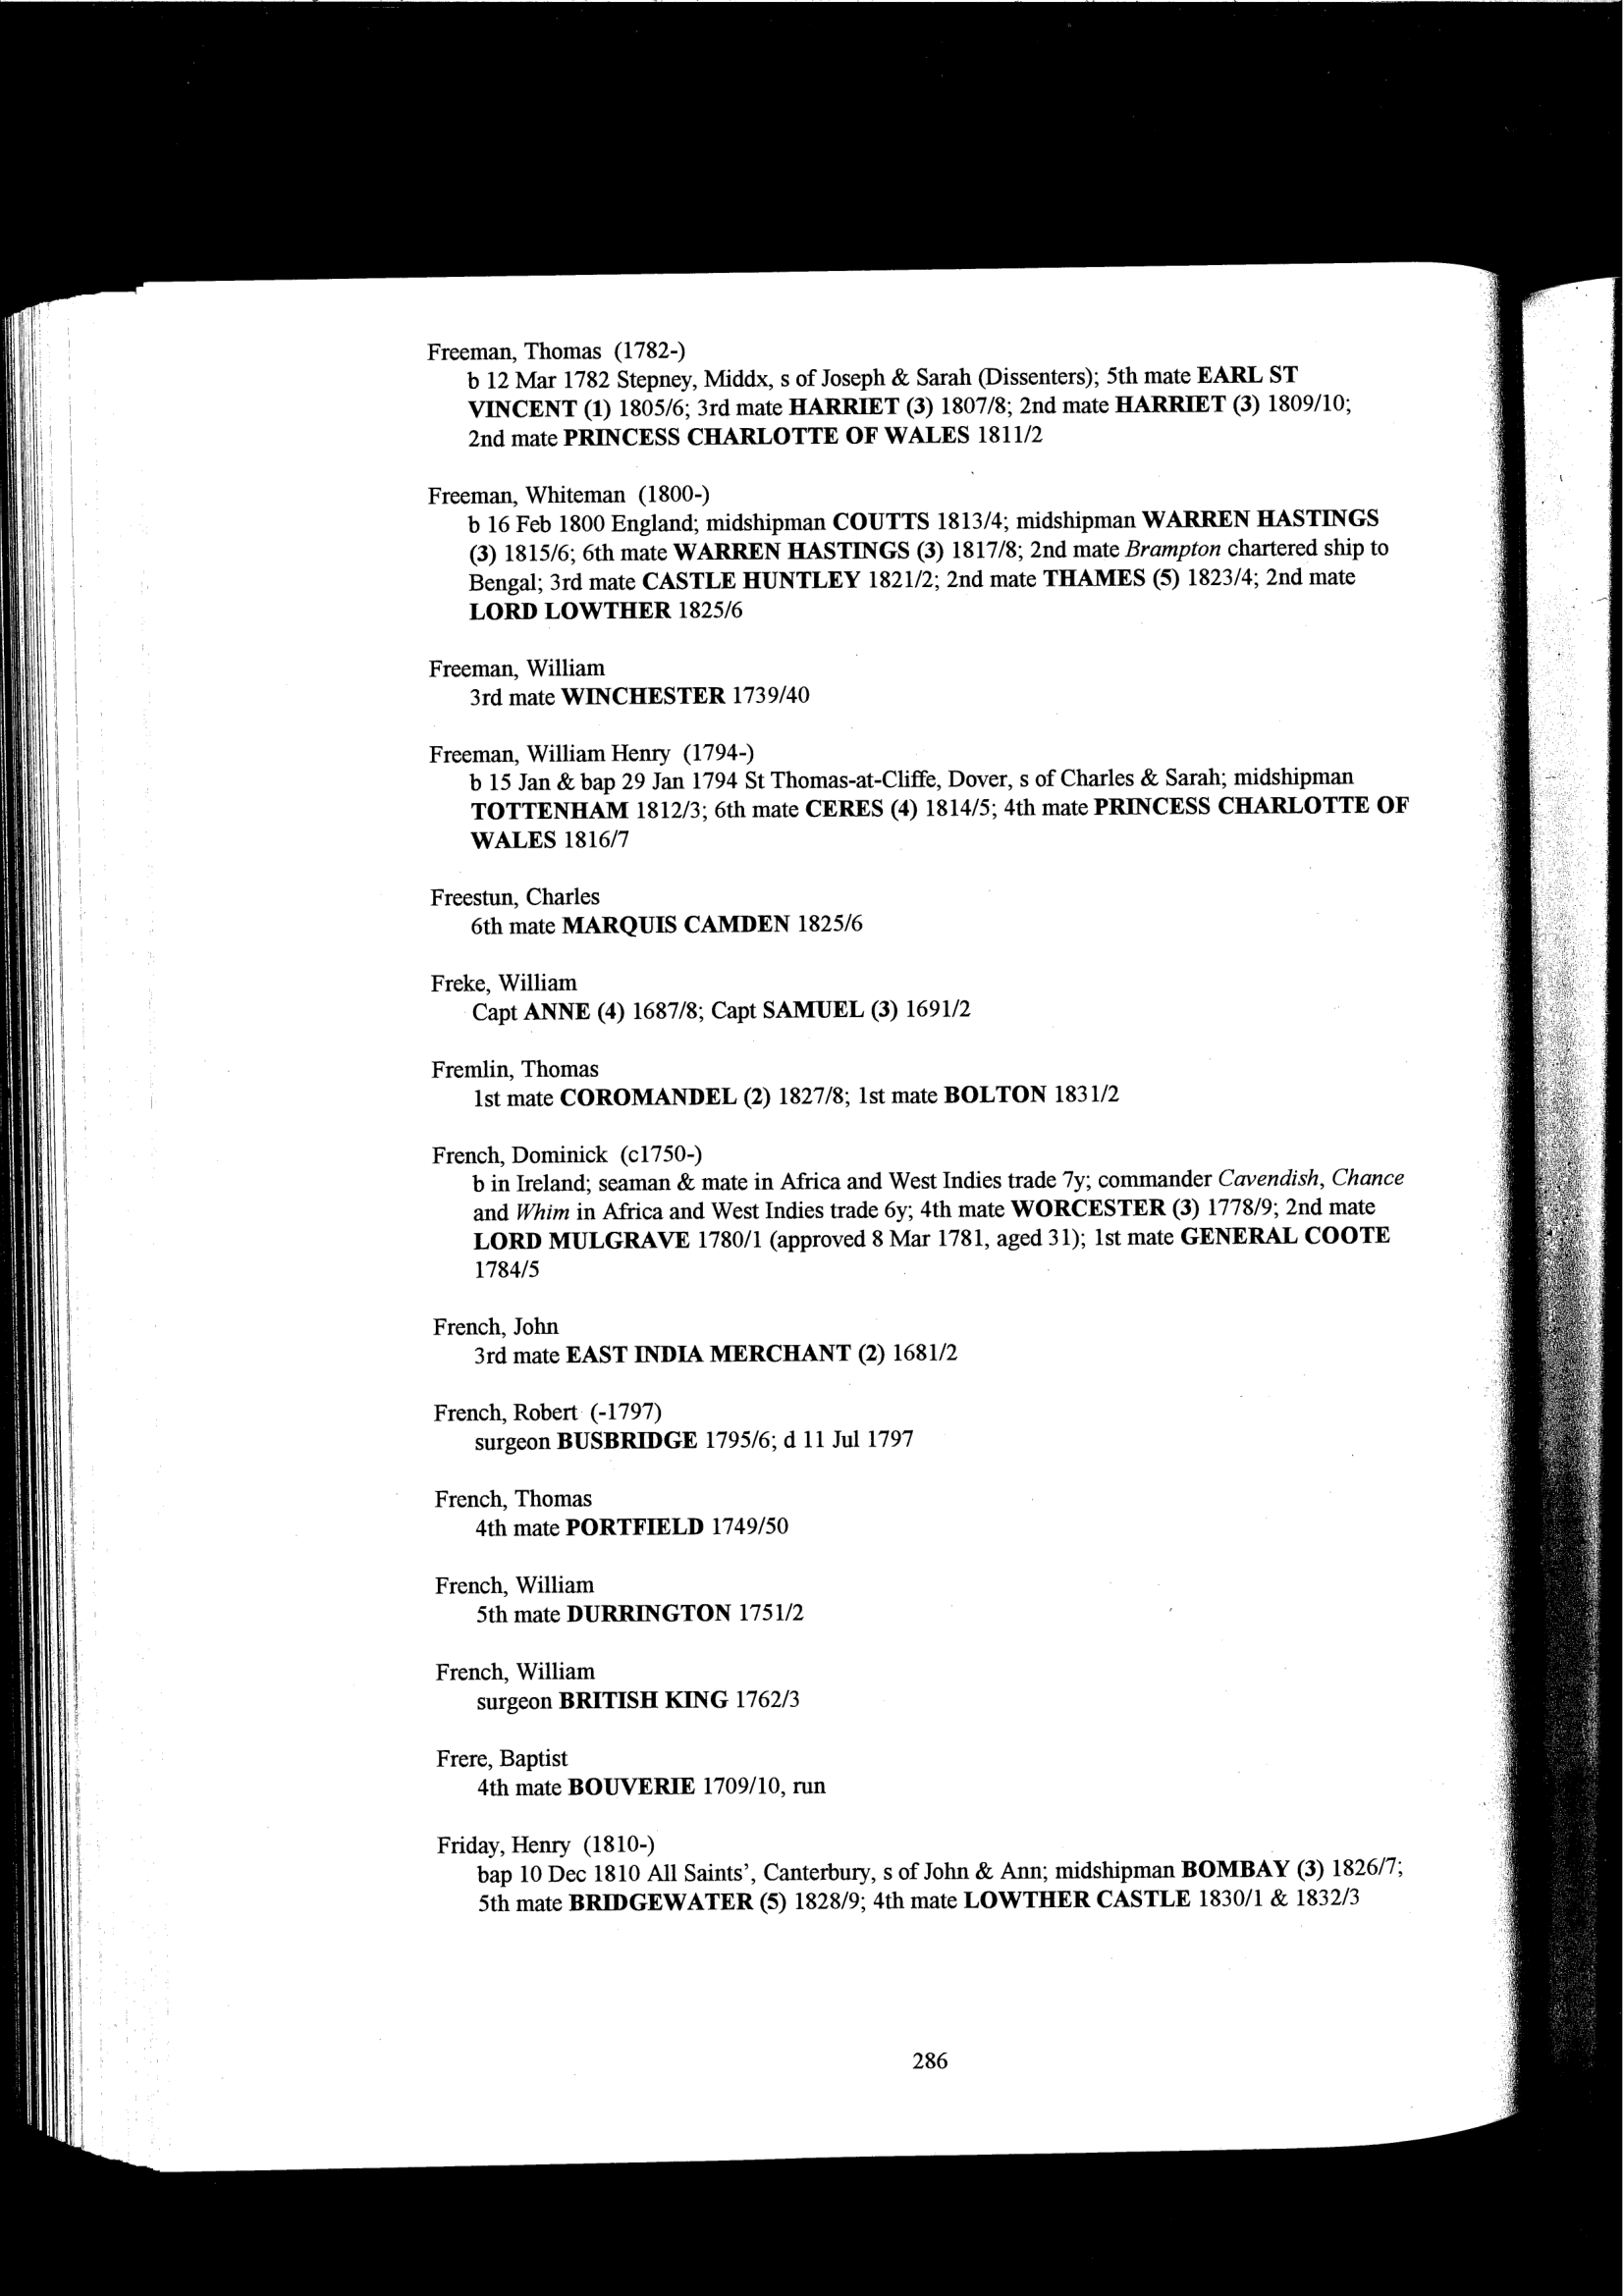 Freeman, Thomas (1782-)
b 12 Mar 1782 Stepney, Middx, s of Joseph & Sarah (Dissenters); 5th mate EARL ST
VINCENT (1) 1805/6; 3rd mate HARRIET (3) 1807/8; 2nd mate HARRIET (3) 1809/10;
2nd mate PRINCESS CHARLOTTE OF WALES 1811/2
Freeman, Whiteman (1800-)
b 16 Feb 1800 England; midshipman COUTTS 1813/4; midshipman WARREN HASTINGS
(3) 1815/6; 6th mate WARREN HASTINGS (3) 1817/8; 2nd mate Brampton chartered ship to
Bengal; 3rd mate CASTLE HUNTLEY 1821/2; 2nd mate THAMES (5) 1823/4; 2nd mate
LORD LOWTHER 1825/6
Freeman, William
3rd mate WINCHESTER 1739/40
Freeman, William Henry (1794-)
b 15 Jan & bap 29 Jan 1794 St Thomas-at-Cliffe, Dover, s of Charles & Sarah; midshipman
TOTTENHAM 1812/3; 6th mate CERES (4) 1814/5; 4th mate PRINCESS CHARLOTTE OF
WALES 1816/7
Freestun, Charles
6th mate MARQUIS CAMDEN 1825/6
Freke, William
Capt ANNE (4) 1687/8; Capt SAMUEL (3) 1691/2
Fremlin, Thomas
1st mate COROMANDEL (2) 1827/8; 1st mate BOLTON 1831/2
French, Dominick (c1750-)
b in Ireland; seaman & mate in Africa and West Indies trade 7y; commander Cavendish, Chance
and Whim in Africa and West Indies trade 6y; 4th mate WORCESTER (3) 1778/9; 2nd mate
LORD MULGRAVE 1780/1 (approved 8 Mar 1781, aged 31); 1st mate GENERAL COOTE
1784/5
French, John
3rd mate EAST INDIA MERCHANT (2) 1681/2
French, Robert (-1797)
surgeon BUSBRIDGE 1795/6; d 11 Jul 1797
French, Thomas
4th mate PORTFIELD 1749/50
French, William
5th mate DURRINGTON 1751/2
French, William
surgeon BRITISH KING 1762/3
Frere, Baptist
4th mate BOUVERIE 1709/10, run
Friday, Henry (1810-)
bap 10 Dec 1810 All Saints', Canterbury, s of John & Ann; midshipman BOMBAY (3) 1826/7;
5th mate BRIDGEWATER (5) 1828/9; 4th mate LOWTHER CASTLE 1830/1 & 1832/3
286